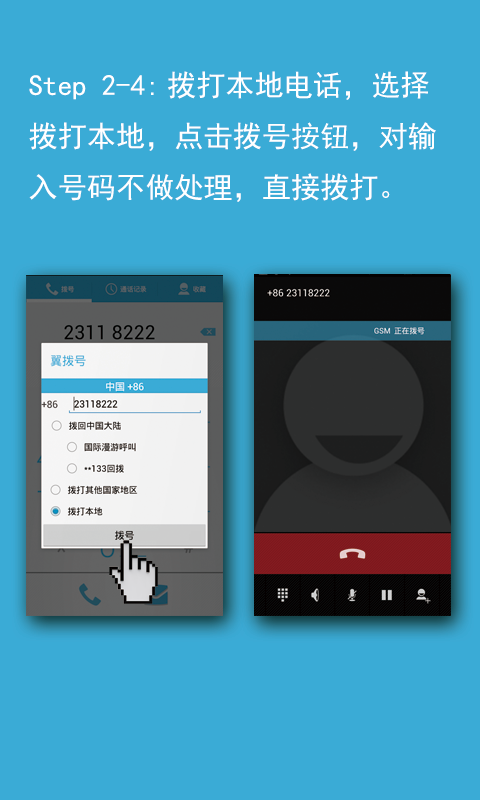 Step 2-4: 拨打本地电话，选择
拨打本地，点击拨号按钮，对输
入号码不做处理，直接拨打。
拨号
通话记录
收藏
2311 8222
翼拨号
中国 +86
+86
23118222
拨回中国大陆
国际漫游呼叫
**133回拨
拨打其他国家地区
拨打本地
拨号
+86 23118222
GSM 正在拨号